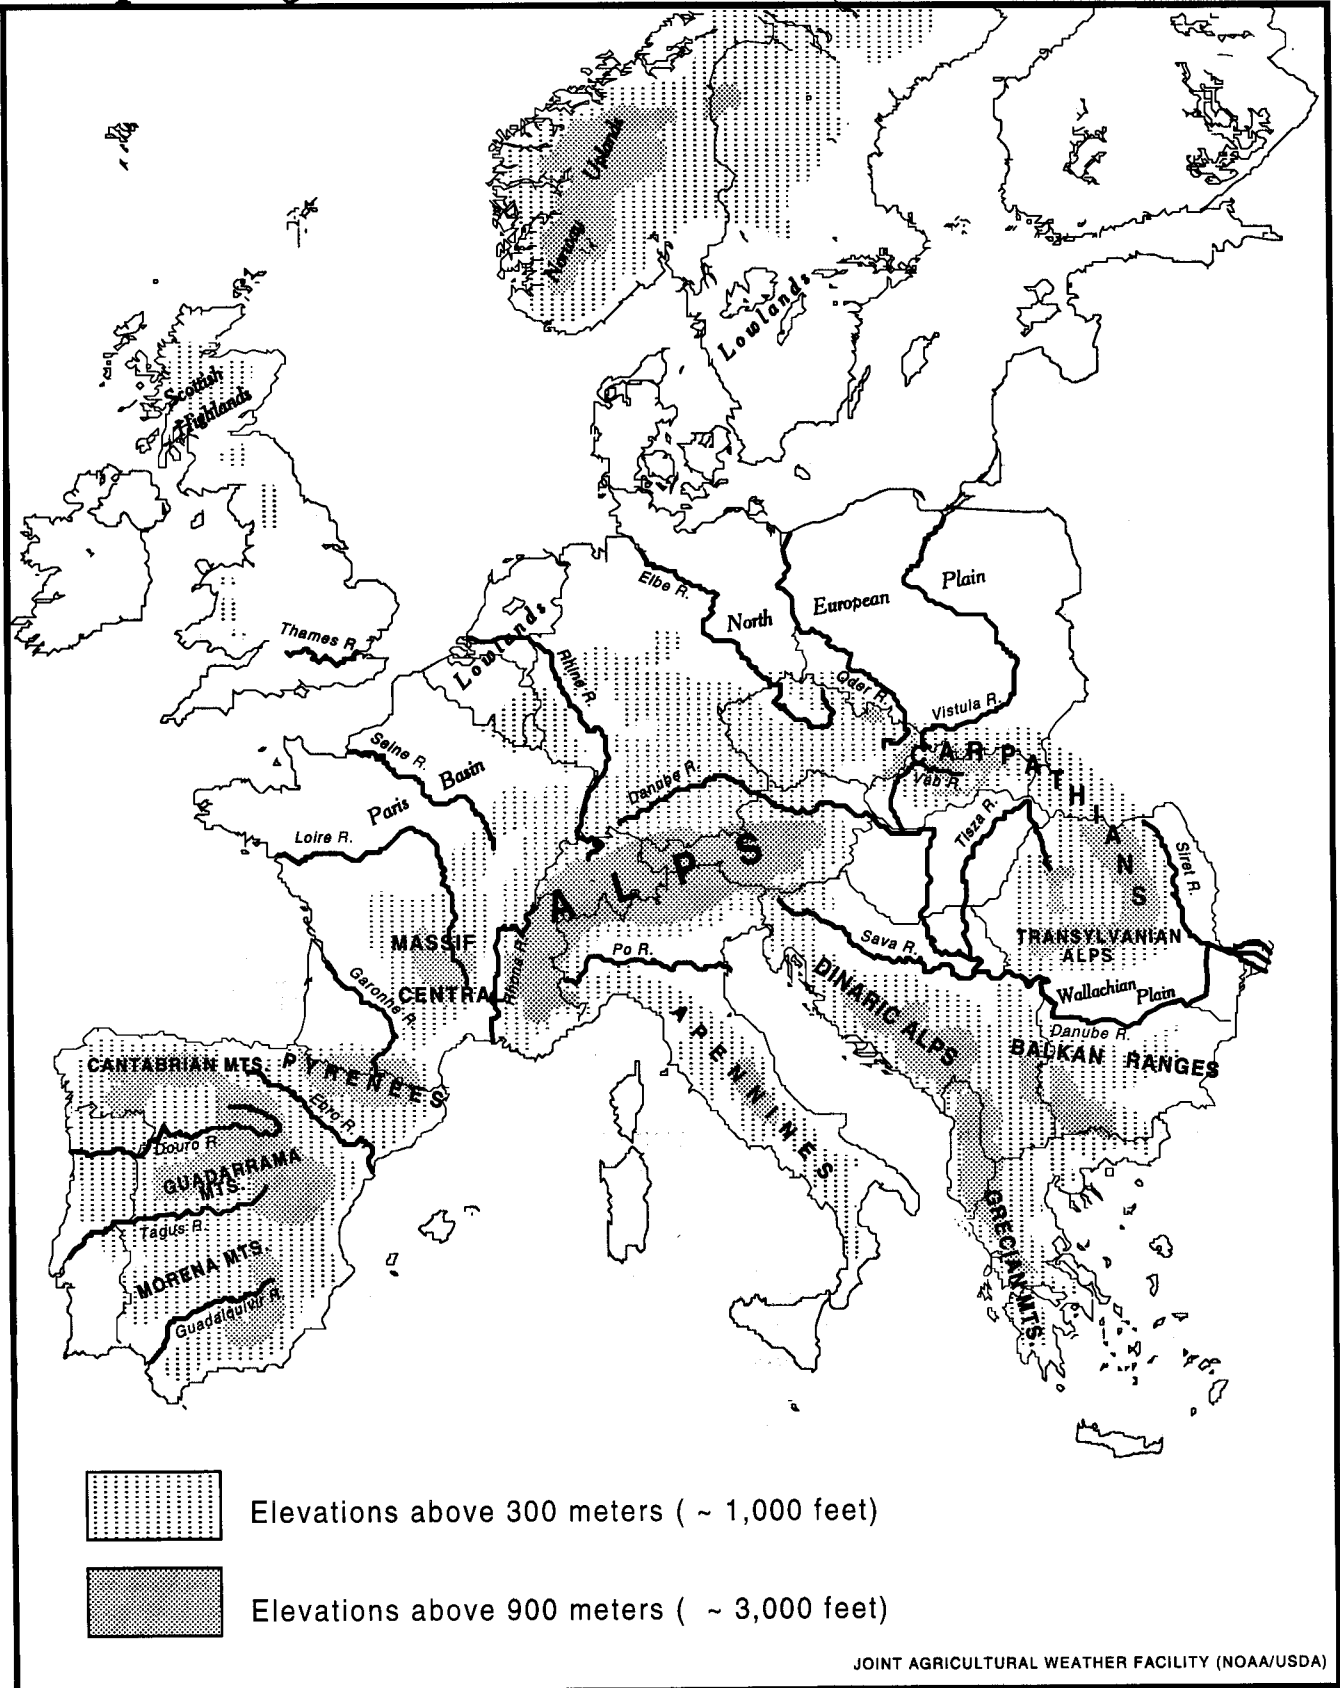 Uplands
Norway
Lowlands
Scottish
Highlands
Elbe R.
Plain
European
North
Thames R.
Lowlands
Rhine R.
Oder R.
Vistula R.
Seine R.
Basin
Paris
CARPATHIANS
Vah R.
Danube R.
Tisza R.
Loire R.
ALPS
Siret R.
MASSIF
CENTRAL
Rhone R.
Po R.
Sava R.
TRANSYLVANIAN
ALPS
Garonne R.
DINARIC ALPS
Wallachian
Plain
Danube R.
BALKAN RANGES
APENNINES
CANTABRIAN MTS.
PYRENEES
Ebro R.
Douro R.
GUADARRAMA
MTS.
Tagus R.
MORENA MTS.
Guadalquivir R.
GRECIAN MTS.
Elevations above 300 meters ( ~ 1,000 feet)
Elevations above 900 meters ( ~ 3,000 feet)
JOINT AGRICULTURAL WEATHER FACILITY (NOAA/USDA)